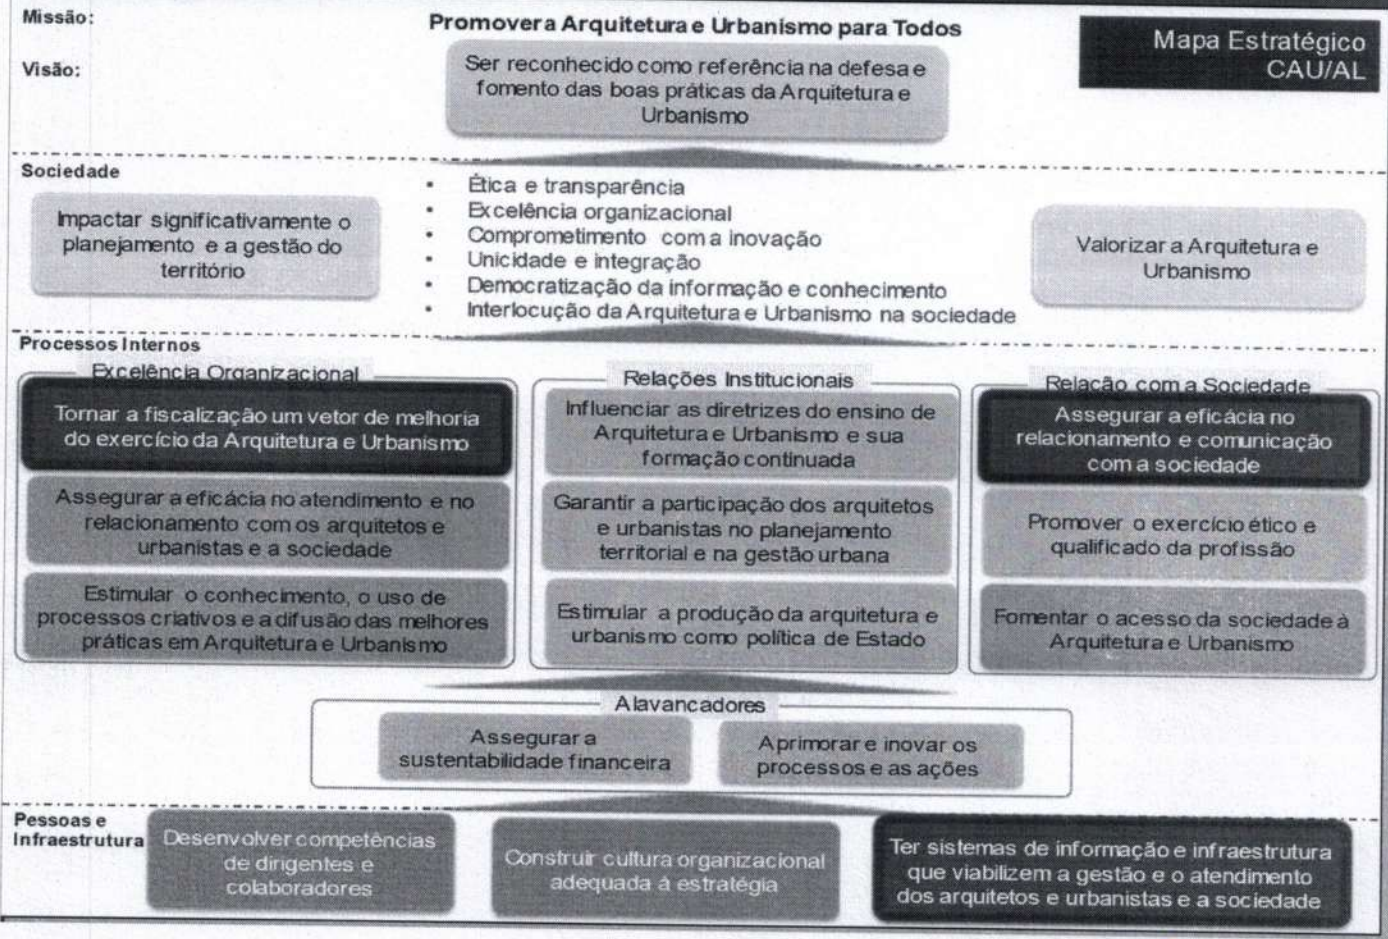 Missão:
Promover a Arquitetura e Urbanismo para Todos
Mapa Estratégico
CAU/AL
Visão:
Ser reconhecido como referência na defesa e
fomento das boas práticas da Arquitetura e
Urbanismo
Sociedade
Impactar significativamente o
planejamento e a gestão do
território
• Ética e transparência
• Excelência organizacional
• Comprometimento com a inovação
• Unicidade e integração
• Democratização da informação e conhecimento
• Interlocução da Arquitetura e Urbanismo na sociedade
Valorizar a Arquitetura e
Urbanismo
Processos Internos
Excelência Organizacional
Tornar a fiscalização um vetor de melhoria
do exercício da Arquitetura e Urbanismo
Assegurar a eficácia no atendimento e no
relacionamento com os arquitetos e
urbanistas e a sociedade
Estimular o conhecimento, o uso de
processos criativos e a difusão das melhores
práticas em Arquitetura e Urbanismo
Relações Institucionais
Influenciar as diretrizes do ensino de
Arquitetura e Urbanismo e sua
formação continuada
Garantir a participação dos arquitetos
e urbanistas no planejamento
territorial e na gestão urbana
Estimular a produção da arquitetura e
urbanismo como política de Estado
Relação com a Sociedade
Assegurar a eficácia no
relacionamento e comunicação
com a sociedade
Promover o exercício ético e
qualificado da profissão
Fomentar o acesso da sociedade à
Arquitetura e Urbanismo
Alavancadores
Assegurar a
sustentabilidade financeira
Aprimorar e inovar os
processos e as ações
Pessoas e
Infraestrutura
Desenvolver competências
de dirigentes e
colaboradores
Construir cultura organizacional
adequada à estratégia
Ter sistemas de informação e infraestrutura
que viabilizem a gestão e o atendimento
dos arquitetos e urbanistas e a sociedade